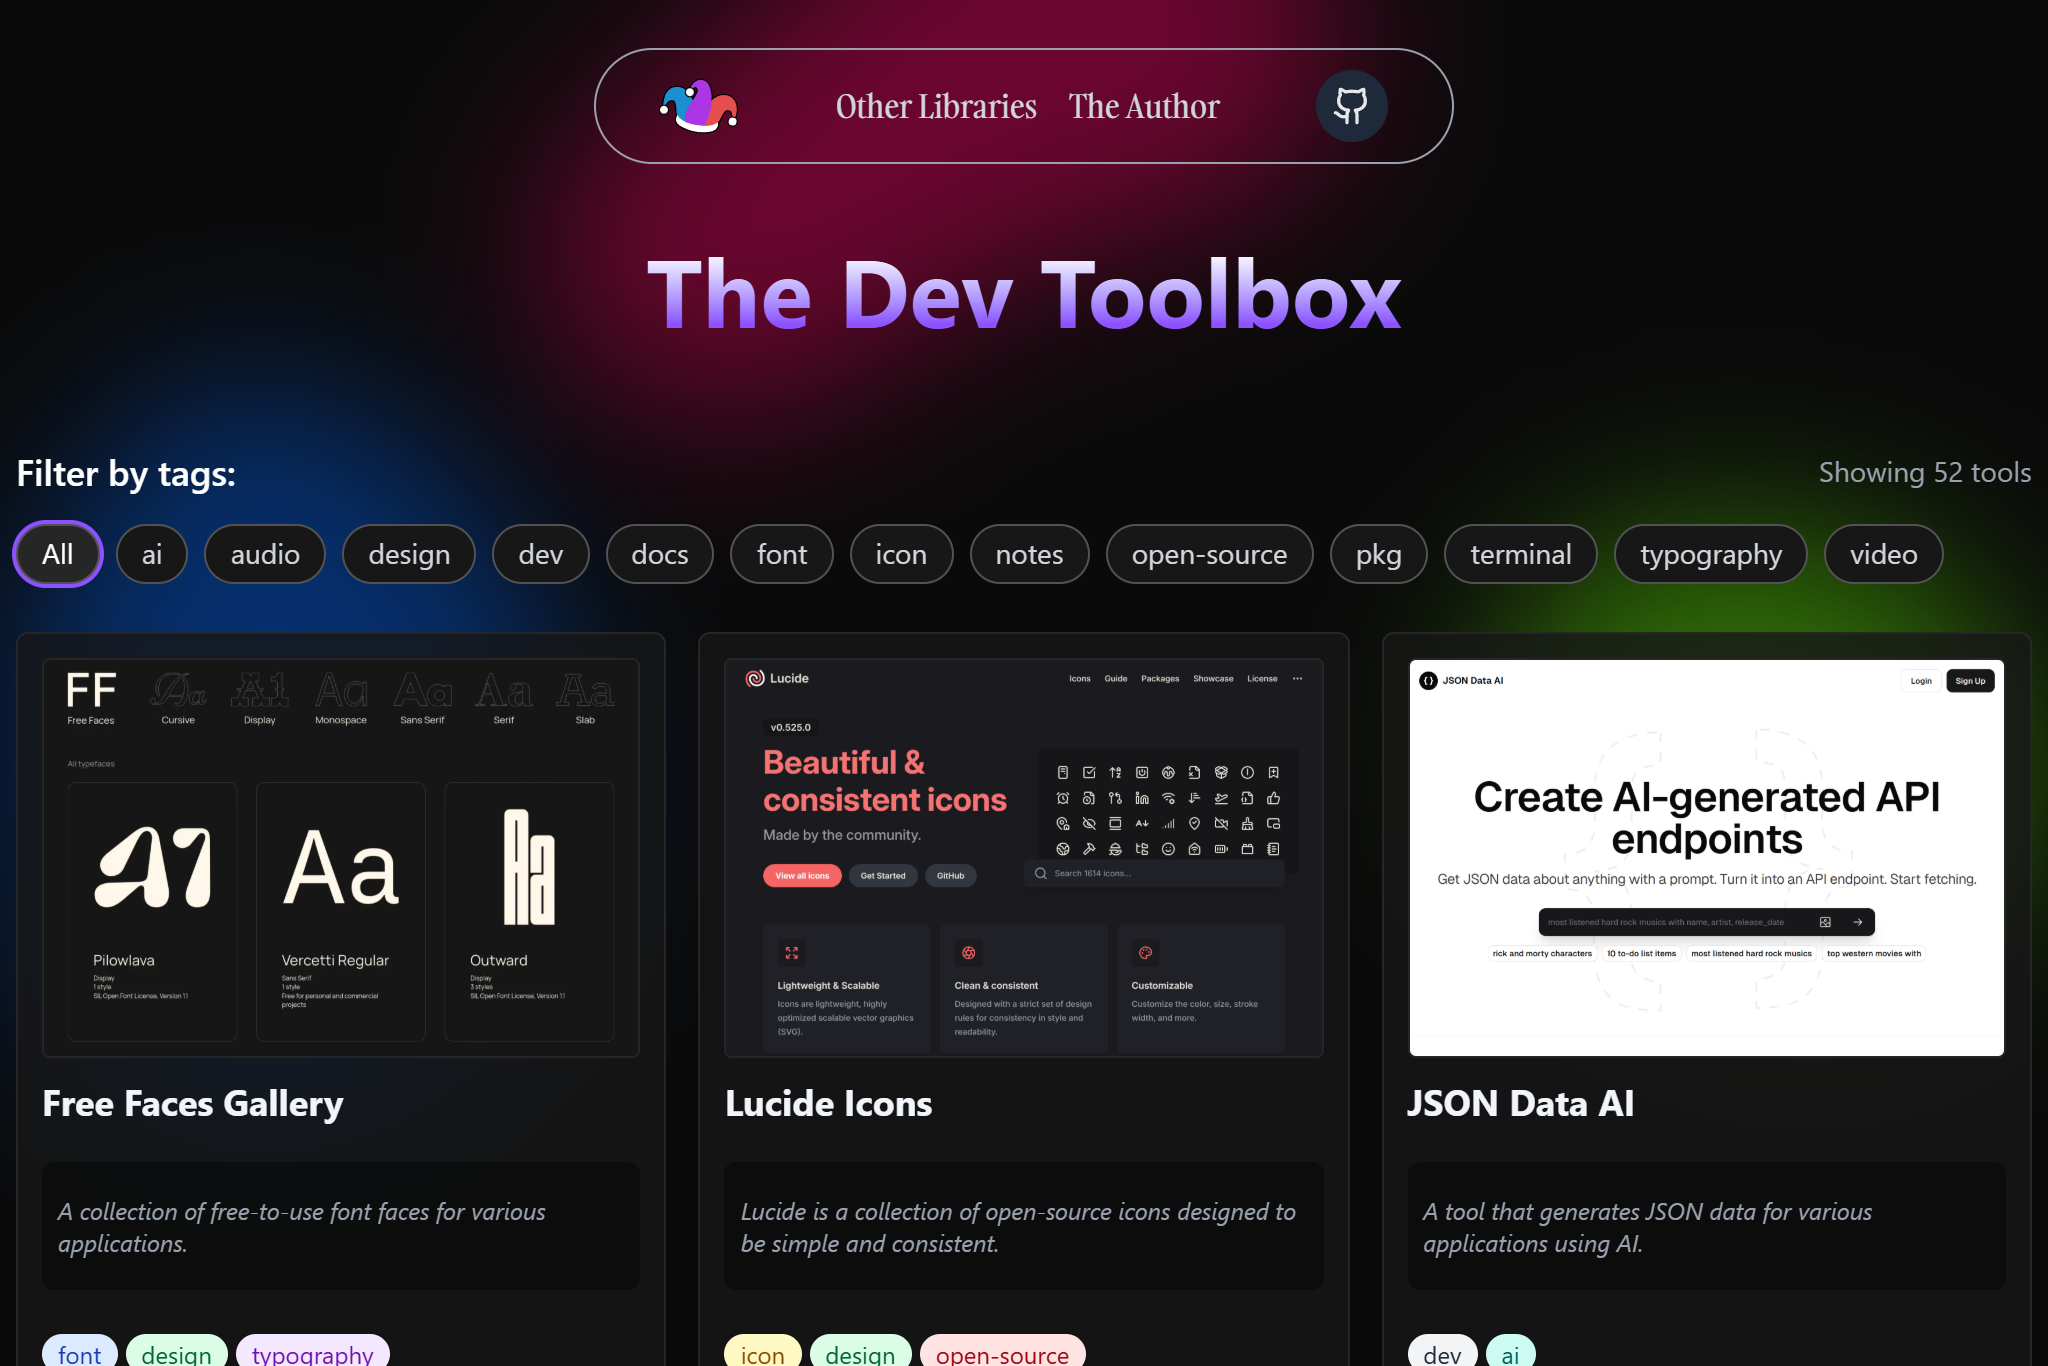 Other Libraries The Author
The Dev Toolbox
Filter by tags:
Showing 52 tools
All ai audio design dev docs font icon notes open-source pkg terminal typography video
FF Aa Aa Aa Aa Aa Aa
Free Faces Cursive Display Monospace Sans Serif Serif Slab
All typefaces
Aa Aa
Pilowlava
Display
1 style
SIL Open Font License, Version 1.1
Vercetti Regular
Sans Serif
1 style
Free for personal and commercial
projects
Outward
Display
3 styles
SIL Open Font License, Version 1.1
Free Faces Gallery
A collection of free-to-use font faces for various
applications.
font design typography
Lucide
Icons Guide Packages Showcase License
v0.525.0
Beautiful &
consistent icons
Made by the community.
View all icons Get Started GitHub
Search 1614 icons...
Lightweight & Scalable
Icons are lightweight, highly
optimized scalable vector graphics
(SVG).
Clean & consistent
Designed with a strict set of design
rules for consistency in style and
readability.
Customizable
Customize the color, size, stroke
width, and more.
Lucide Icons
Lucide is a collection of open-source icons designed to
be simple and consistent.
icon design open-source
JSON Data AI
Login Sign Up
Create AI-generated API
endpoints
Get JSON data about anything with a prompt. Turn it into an API endpoint. Start fetching.
most listened hard rock musics with name, artist, release_date
rick and morty characters 10 to-do list items most listened hard rock musics top western movies with
JSON Data AI
A tool that generates JSON data for various
applications using AI.
dev ai